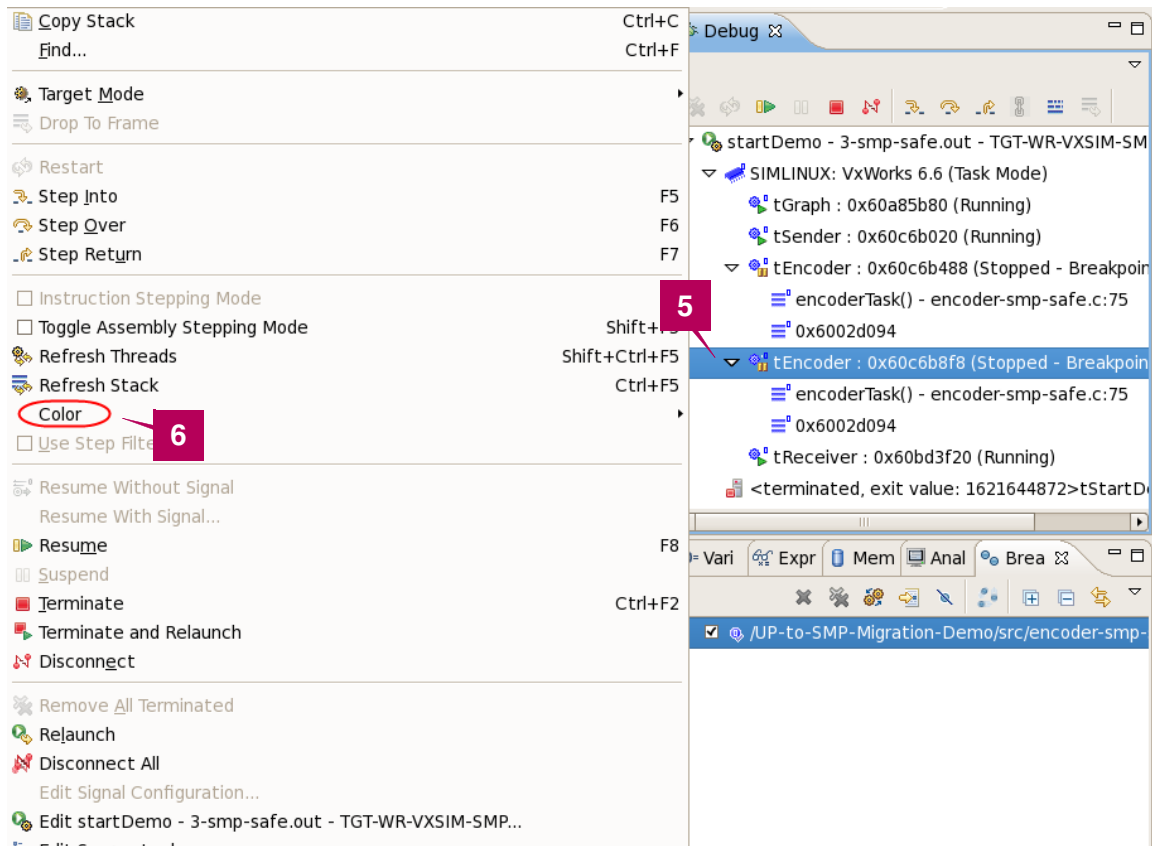 Copy Stack Ctrl+C
Find... Ctrl+F
Target Mode
Drop To Frame
Restart
Step Into F5
Step Over F6
Step Return F7
Instruction Stepping Mode
Toggle Assembly Stepping Mode Shift+F5
Refresh Threads Shift+Ctrl+F5
Refresh Stack Ctrl+F5
Color
6
Use Step Filte
Resume Without Signal
Resume With Signal...
Resume F8
Suspend
Terminate Ctrl+F2
Terminate and Relaunch
Disconnect
Remove All Terminated
Relaunch
Disconnect All
Edit Signal Configuration...
Edit startDemo - 3-smp-safe.out - TGT-WR-VXSIM-SMP...
Debug
startDemo - 3-smp-safe.out - TGT-WR-VXSIM-SM
SIMLINUX: VxWorks 6.6 (Task Mode)
tGraph : 0x60a85b80 (Running)
tSender : 0x60c6b020 (Running)
tEncoder : 0x60c6b488 (Stopped - Breakpoin
encoderTask() - encoder-smp-safe.c:75
0x6002d094
5
tEncoder : 0x60c6b8f8 (Stopped - Breakpoin
encoderTask() - encoder-smp-safe.c:75
0x6002d094
tReceiver : 0x60bd3f20 (Running)
<terminated, exit value: 1621644872>tStartD
Vari Expr Mem Anal Brea
/UP-to-SMP-Migration-Demo/src/encoder-smp-